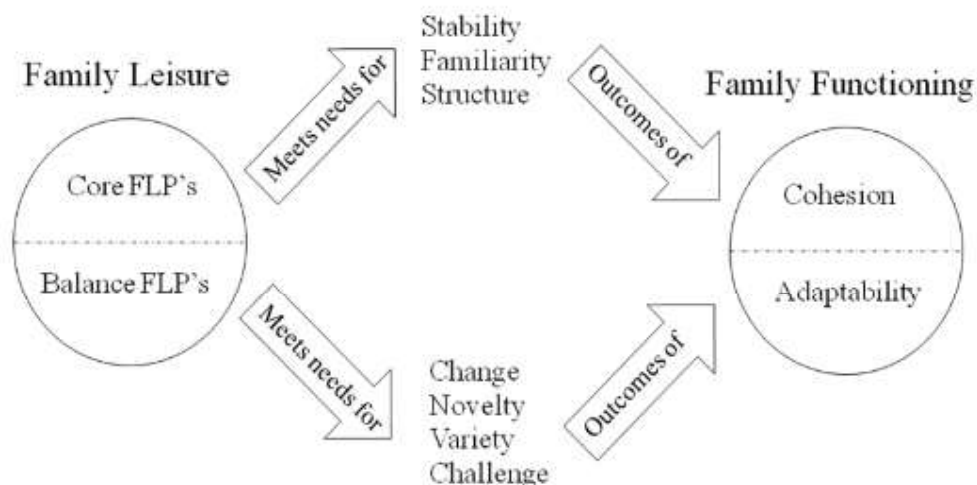 Family Leisure
Core FLP's
Balance FLP's
Meets needs for
Stability
Familiarity
Structure
Outcomes of
Meets needs for
Change
Novelty
Variety
Challenge
Outcomes of
Family Functioning
Cohesion
Adaptability